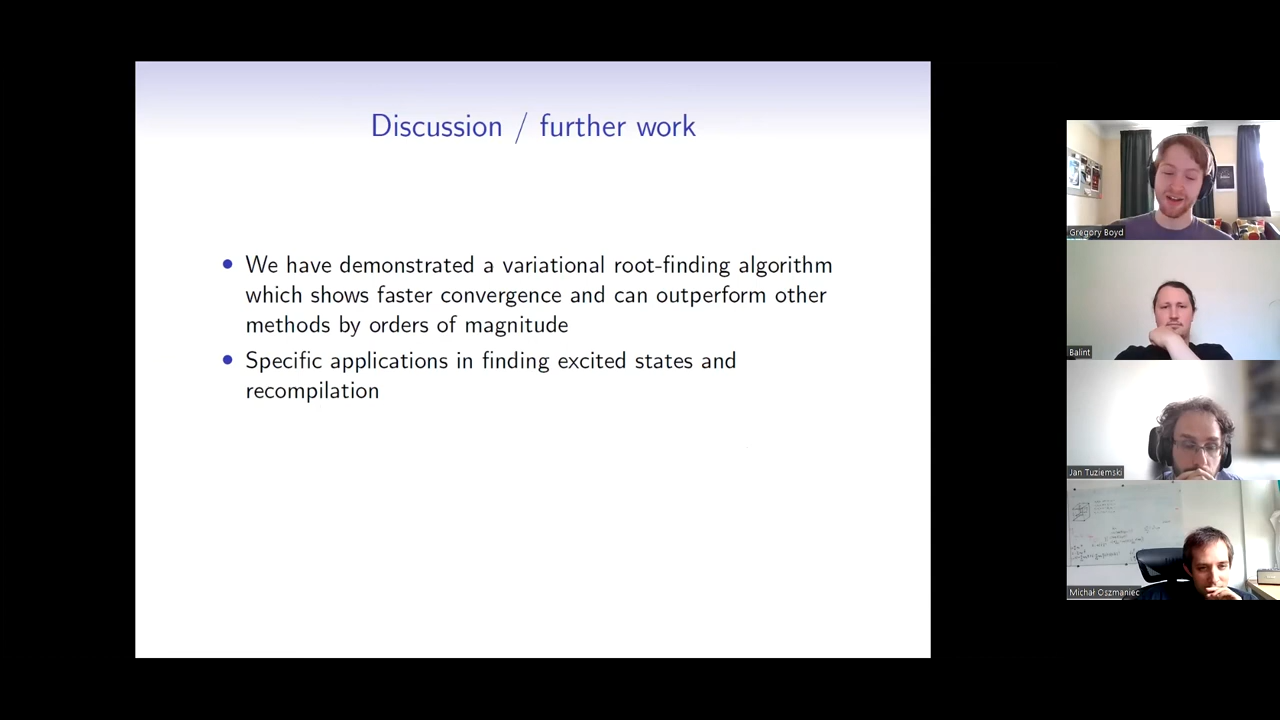 Discussion / further work
We have demonstrated a variational root-finding algorithm
which shows faster convergence and can outperform other
methods by orders of magnitude
Specific applications in finding excited states and
recompilation
Gregory Boyd
Balint
Jan Tuziemski
Michał Oszmaniec